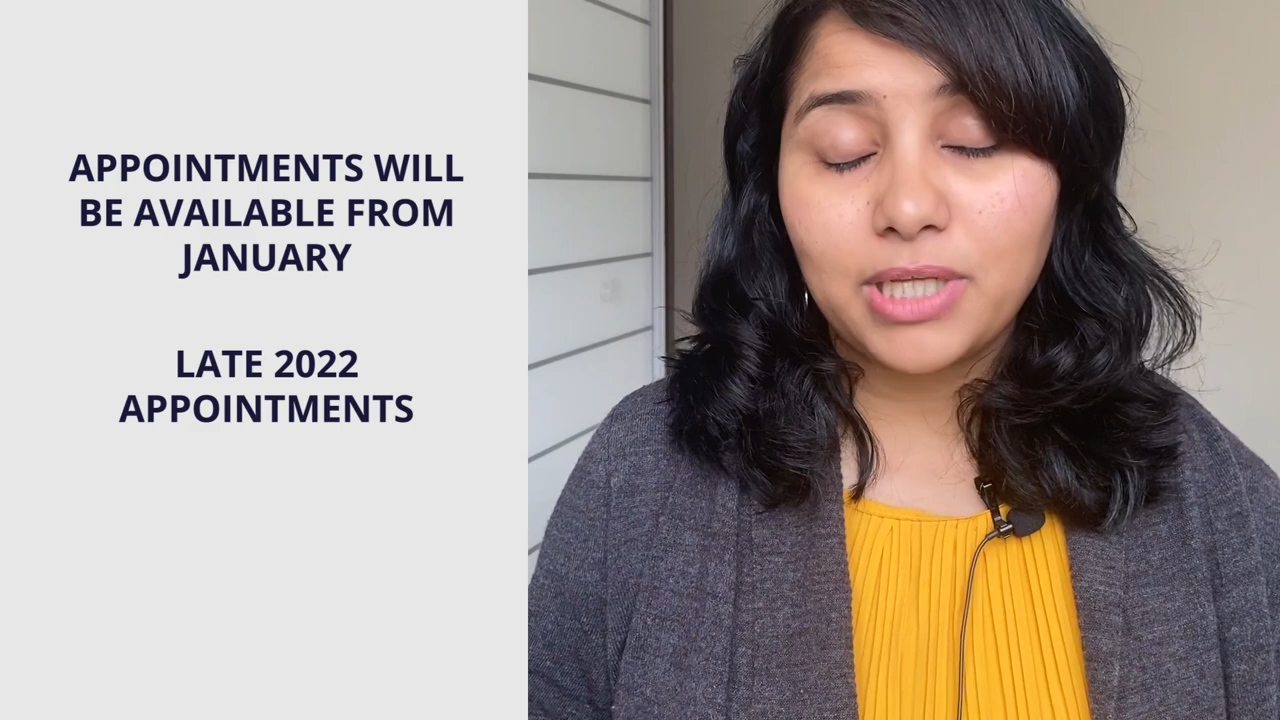 APPOINTMENTS WILL
BE AVAILABLE FROM
JANUARY
LATE 2022
APPOINTMENTS